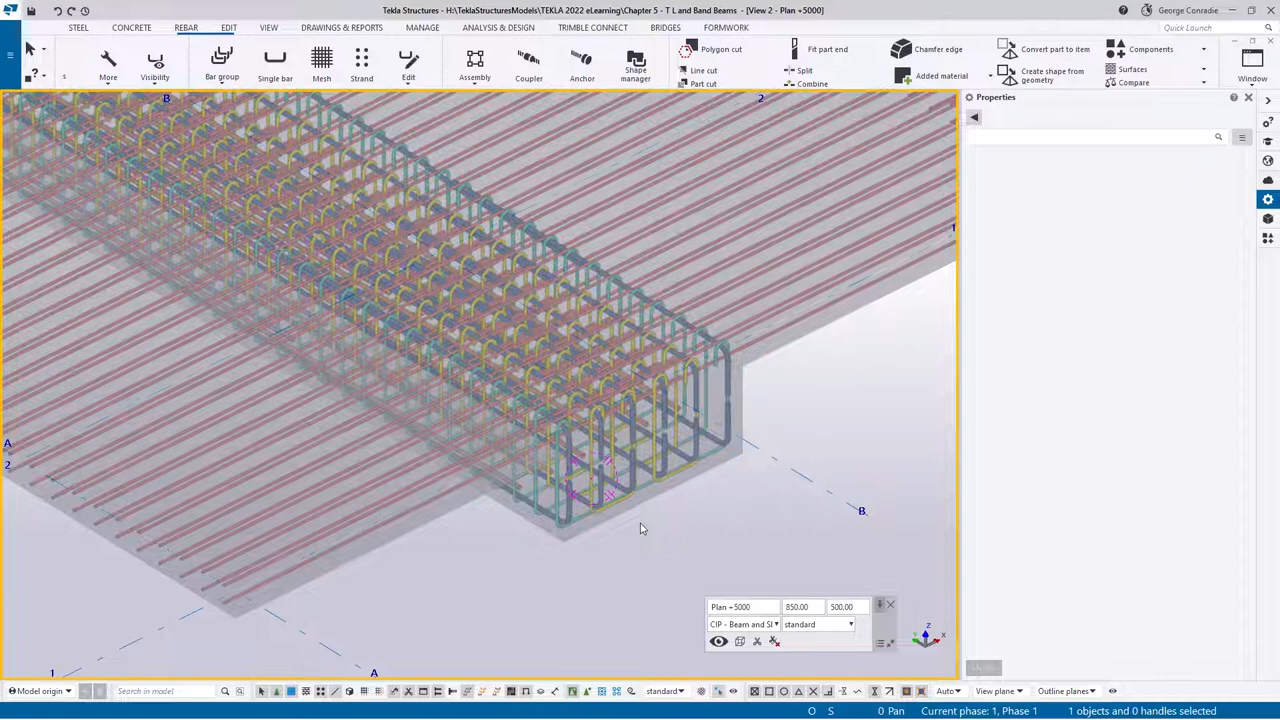 Tekla Structures - H:\TeklaStructuresModels\TEKLA 2022 eLearning\Chapter 5 - T L and Band Beams - [View 2 - Plan +5000]
George Conradie
STEEL CONCRETE REBAR EDIT VIEW DRAWINGS & REPORTS MANAGE ANALYSIS & DESIGN TRIMBLE CONNECT BRIDGES FORMWORK
Quick Launch
s More Visibility Bar group Single bar Mesh Strand Edit Assembly Coupler Anchor Shape manager
Polygon cut Fit part end Chamfer edge Convert part to item Components
Line cut Split Added material Create shape from geometry Surfaces
Part cut Combine Compare
Window
Properties
B 2
1
A
2
B
1 A
Plan +5000 850.00 500.00
CIP - Beam and Sl standard
Z
X
Model origin Search in model standard Auto View plane Outline planes
O S 0 Pan Current phase: 1, Phase 1 1 objects and 0 handles selected